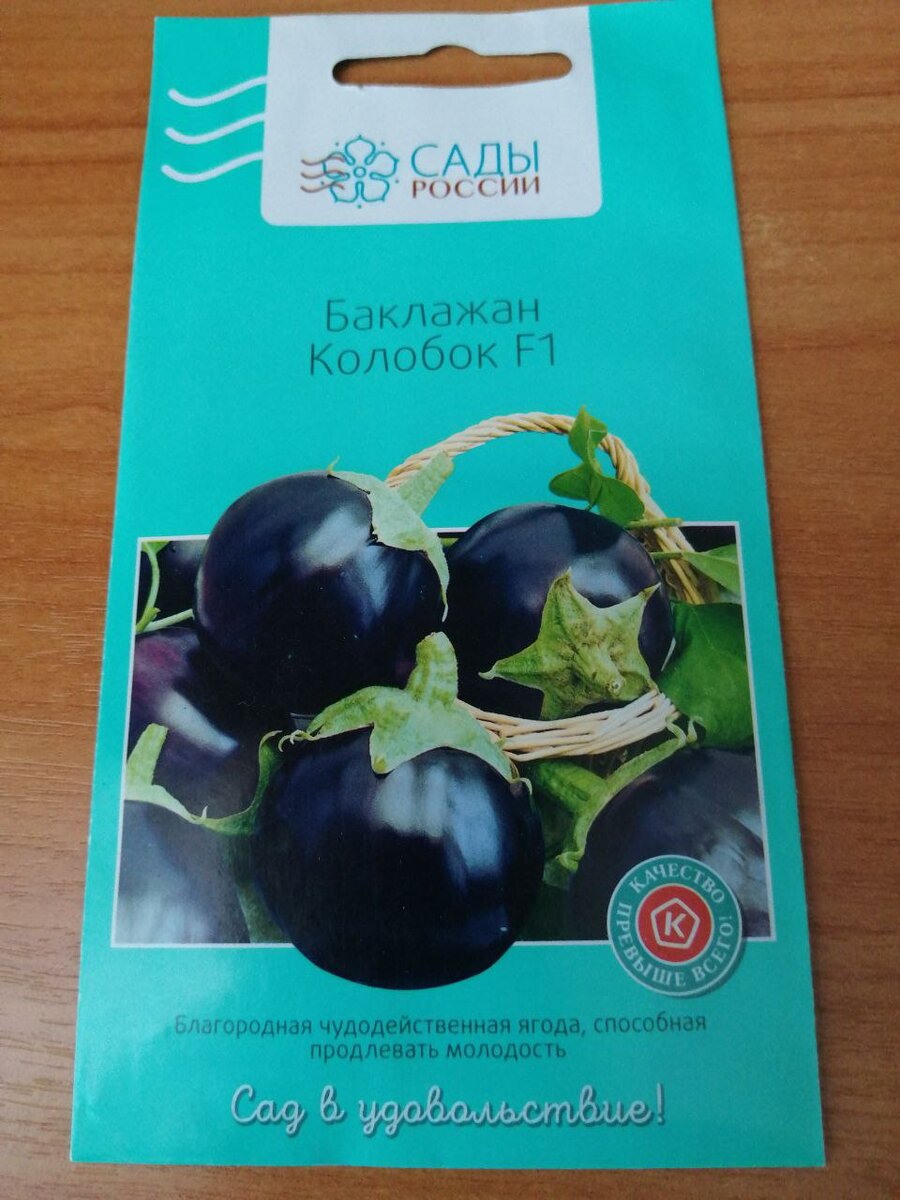 САДЫ
РОССИИ
Баклажан
Колобок F1
КАЧЕСТВО
ПРЕВЫШЕ ВСЕГО!
К
Благородная чудодейственная ягода, способная
продлевать молодость
Сад в удовольствие!